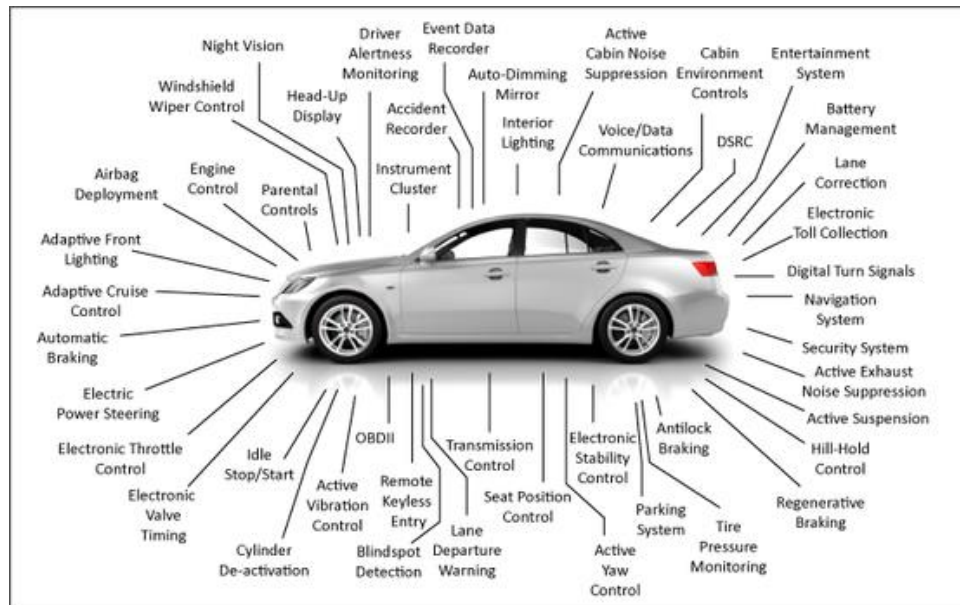 Night Vision
Driver
Alertness
Monitoring
Event Data
Recorder
Active
Cabin Noise
Suppression
Cabin
Environment
Controls
Entertainment
System
Windshield
Wiper Control
Head-Up
Display
Accident
Recorder
Auto-Dimming
Mirror
Interior
Lighting
Voice/Data
Communications
DSRC
Battery
Management
Airbag
Deployment
Engine
Control
Parental
Controls
Instrument
Cluster
Lane
Correction
Adaptive Front
Lighting
Electronic
Toll Collection
Adaptive Cruise
Control
Digital Turn Signals
Automatic
Braking
Navigation
System
Electric
Power Steering
Security System
Electronic Throttle
Control
Active Exhaust
Noise Suppression
Electronic
Valve
Timing
Idle
Stop/Start
Cylinder
De-activation
Active
Vibration
Control
OBDII
Remote
Keyless
Entry
Blindspot
Detection
Lane
Departure
Warning
Transmission
Control
Seat Position
Control
Electronic
Stability
Control
Active
Yaw
Control
Parking
System
Antilock
Braking
Tire
Pressure
Monitoring
Active Suspension
Hill-Hold
Control
Regenerative
Braking